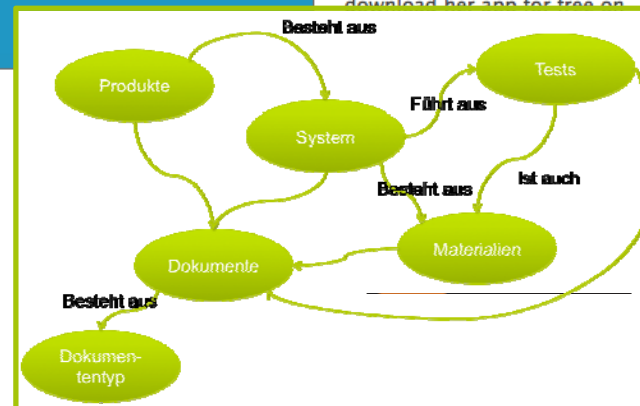 download her app for free on
Besteht aus
Produkte
Tests
Führt aus
System
Besteht aus
Ist auch
Dokumente
Materialien
Besteht aus
Dokumen-
tentyp